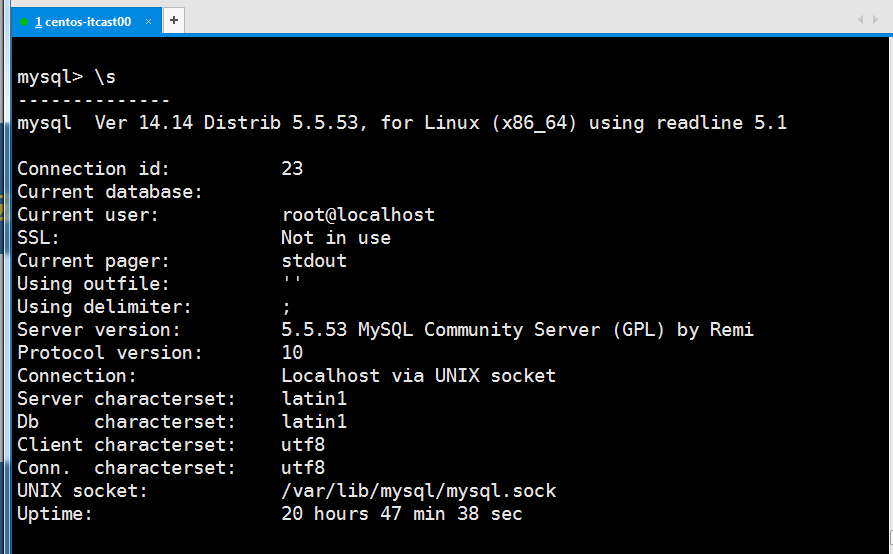 1 centos-itcast00 × +
mysql> \s
--------------
mysql  Ver 14.14 Distrib 5.5.53, for Linux (x86_64) using readline 5.1
Connection id:          23
Current database:
Current user:           root@localhost
SSL:                    Not in use
Current pager:          stdout
Using outfile:          ''
Using delimiter:        ;
Server version:         5.5.53 MySQL Community Server (GPL) by Remi
Protocol version:       10
Connection:             Localhost via UNIX socket
Server characterset:    latin1
Db     characterset:    latin1
Client characterset:    utf8
Conn.  characterset:    utf8
UNIX socket:            /var/lib/mysql/mysql.sock
Uptime:                 20 hours 47 min 38 sec